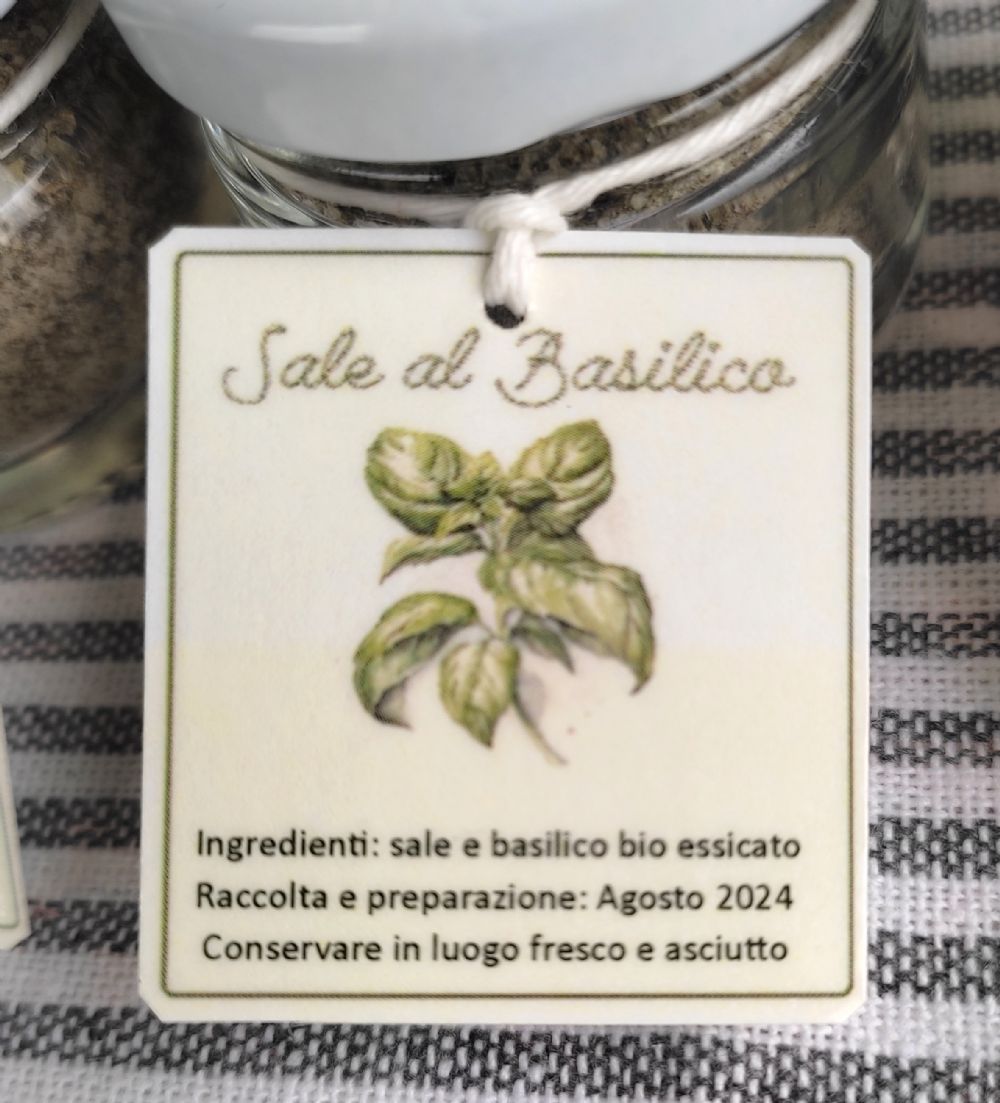 Sale al Basilico
Ingredienti: sale e basilico bio essicato
Raccolta e preparazione: Agosto 2024
Conservare in luogo fresco e asciutto